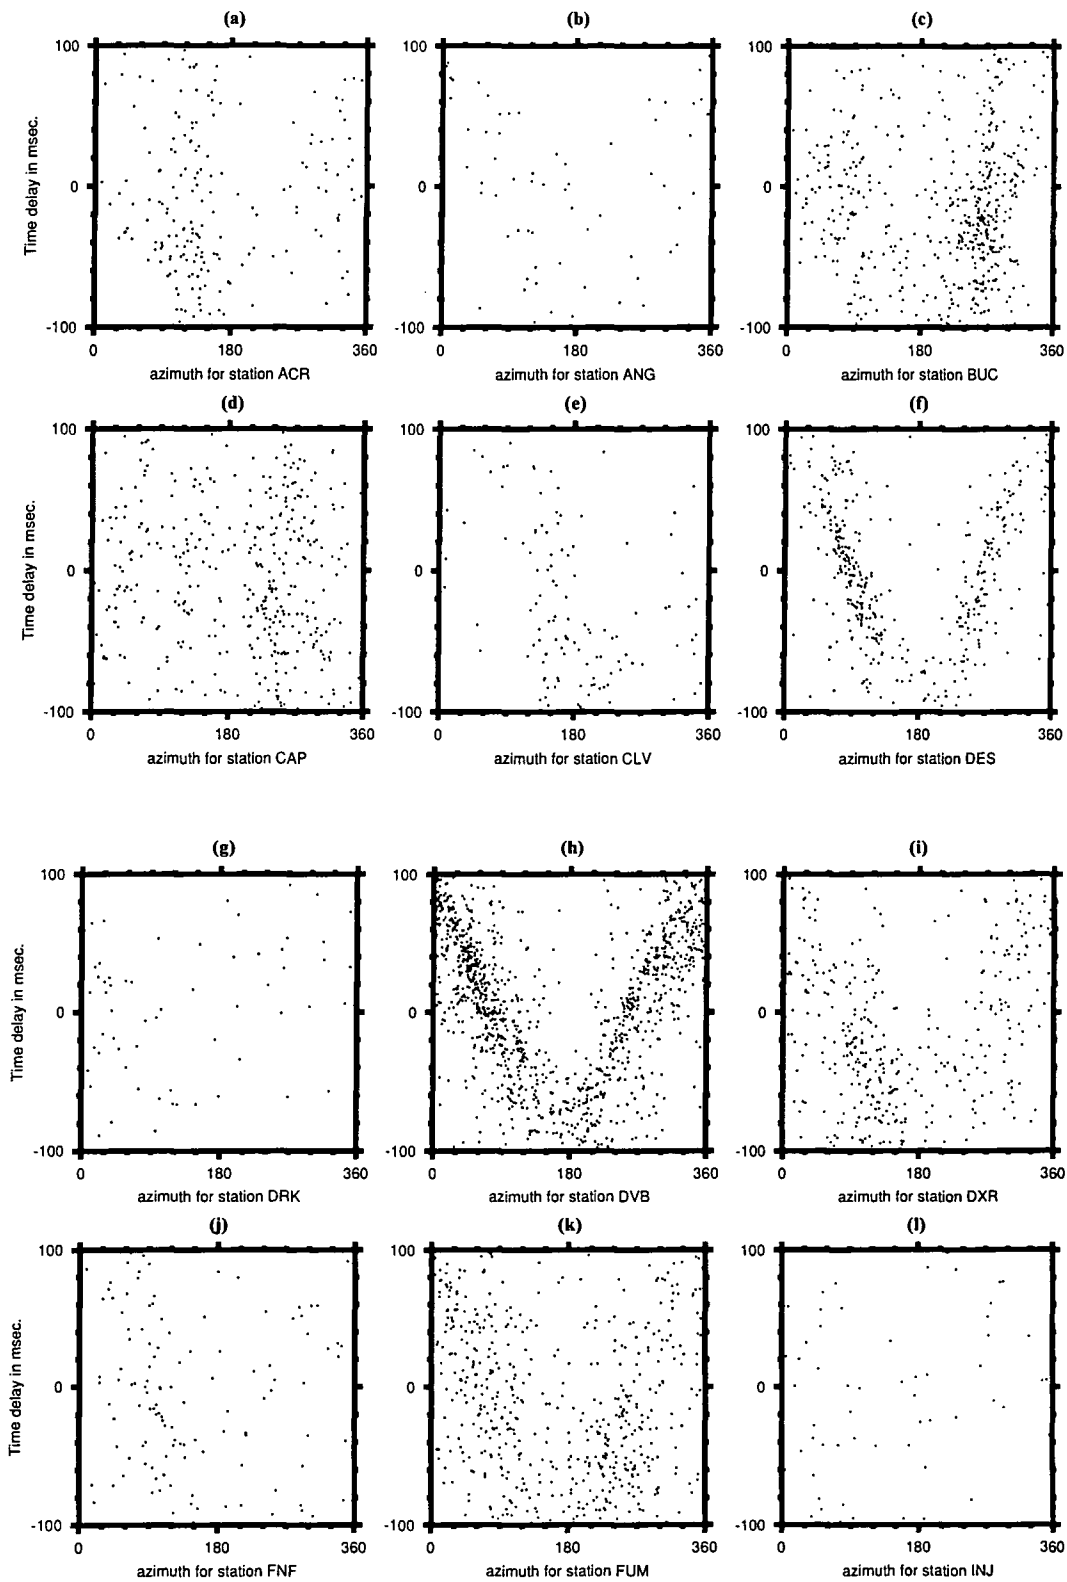 (a) (b) (c)
100 100 100
Time delay in msec.
0 0 0
-100 -100 -100
0 180 360 0 180 360 0 180 360
azimuth for station ACR azimuth for station ANG azimuth for station BUC
(d) (e) (f)
100 100 100
Time delay in msec.
0 0 0
-100 -100 -100
0 180 360 0 180 360 0 180 360
azimuth for station CAP azimuth for station CLV azimuth for station DES
(g) (h) (i)
100 100 100
Time delay in msec.
0 0 0
-100 -100 -100
0 180 360 0 180 360 0 180 360
azimuth for station DRK azimuth for station DVB azimuth for station DXR
(j) (k) (l)
100 100 100
Time delay in msec.
0 0 0
-100 -100 -100
0 180 360 0 180 360 0 180 360
azimuth for station FNF azimuth for station FUM azimuth for station INJ